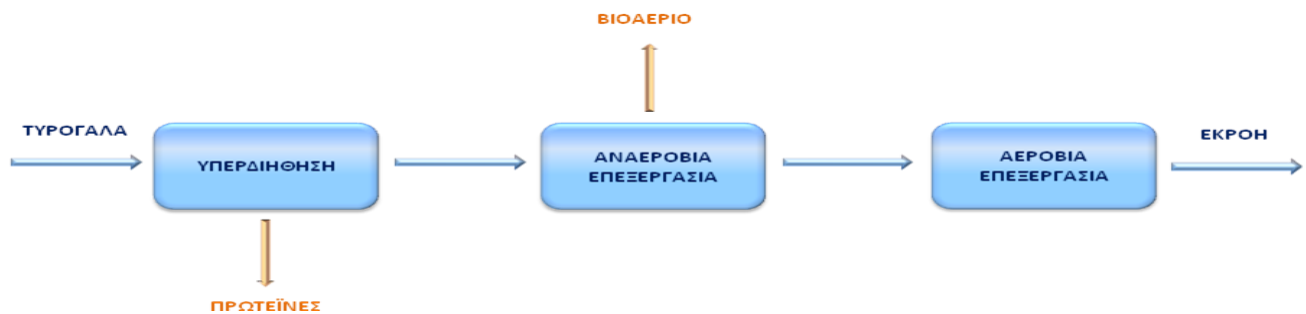 ΒΙΟΑΕΡΙΟ
ΤΥΡΟΓΑΛΑ
ΥΠΕΡΔΙΗΘΗΣΗ
ΑΝΑΕΡΟΒΙΑ
ΕΠΕΞΕΡΓΑΣΙΑ
ΑΕΡΟΒΙΑ
ΕΠΕΞΕΡΓΑΣΙΑ
ΕΚΡΟΗ
ΠΡΩΤΕΪΝΕΣ